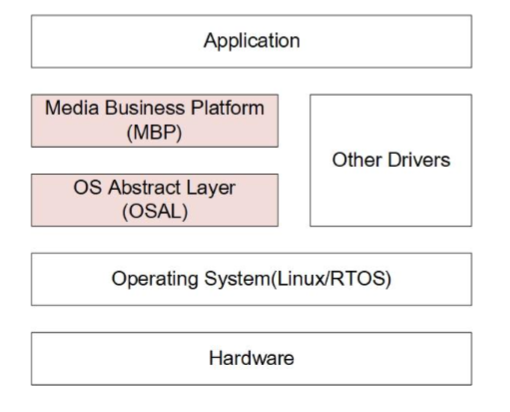 Application
Media Business Platform
(MBP)
Other Drivers
OS Abstract Layer
(OSAL)
Operating System(Linux/RTOS)
Hardware